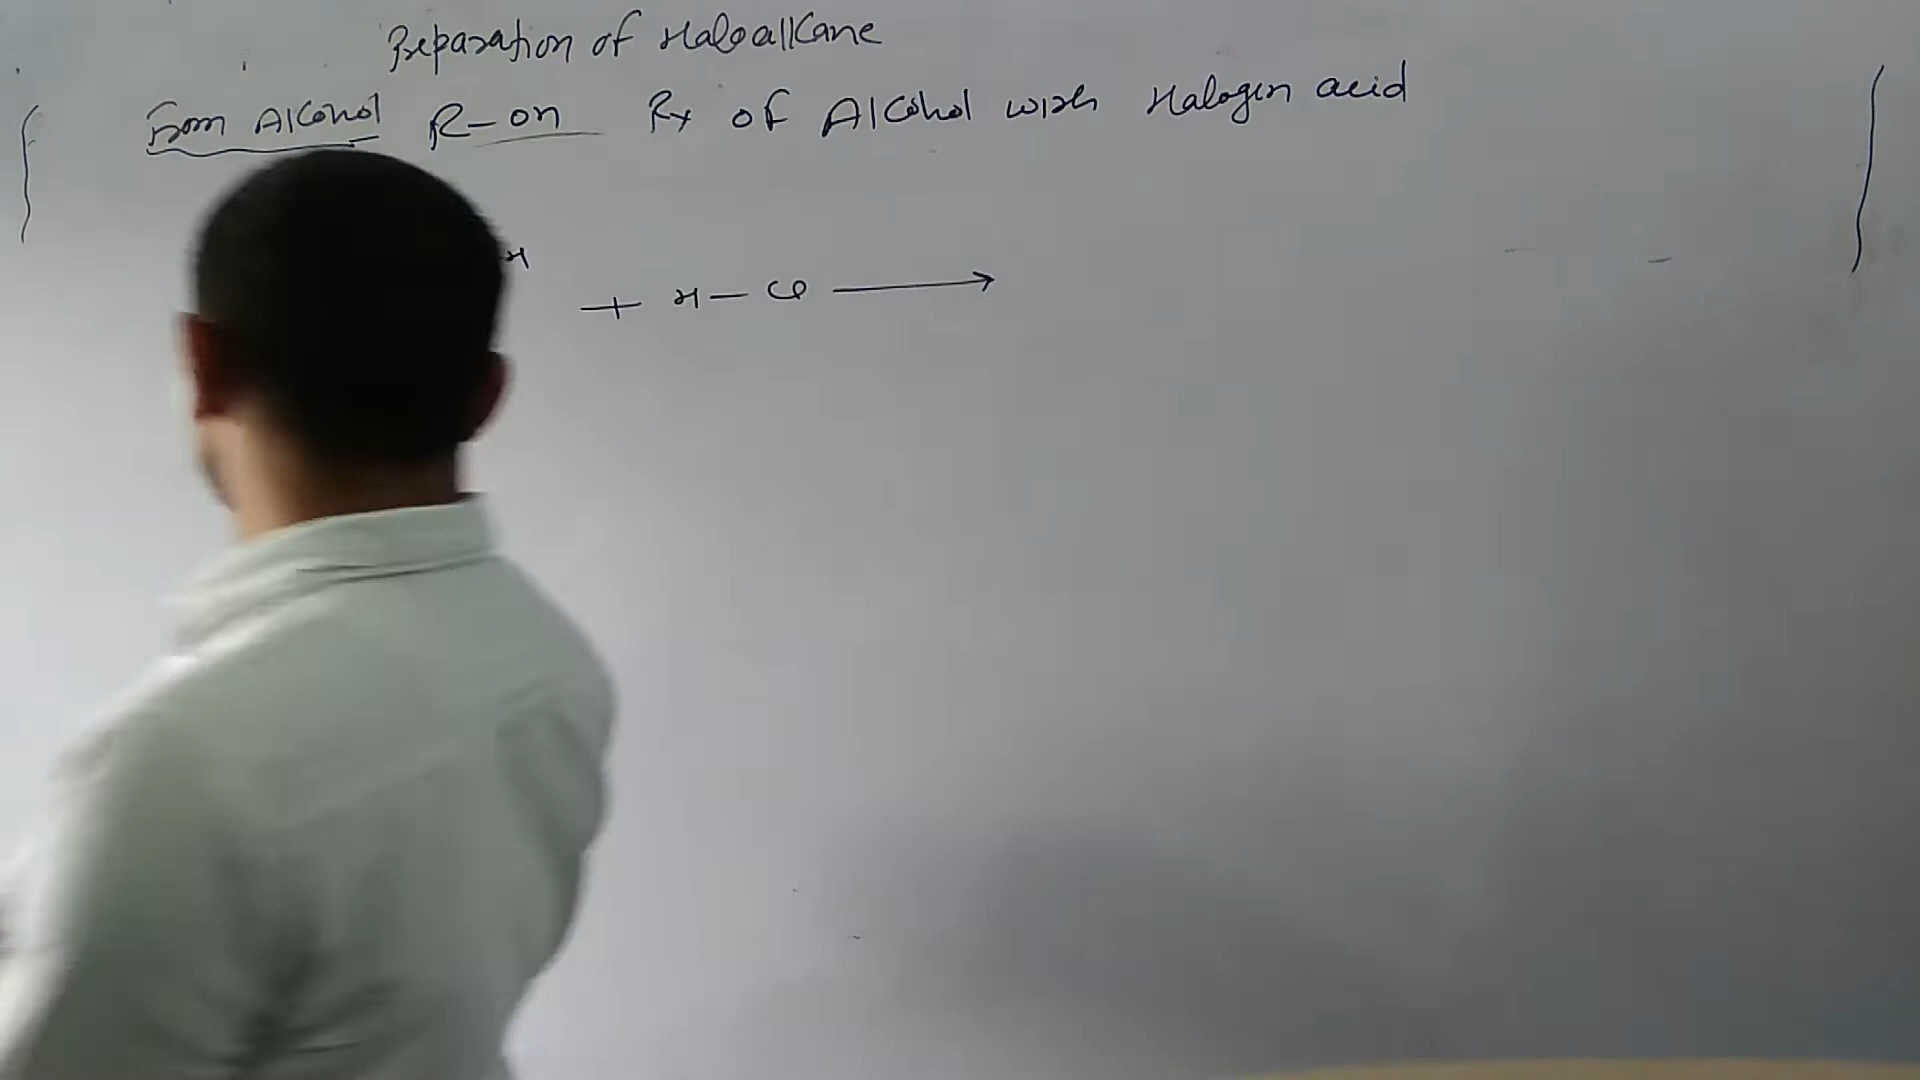 Preparation of Haloalkane
From Alcohol R-OH Rx of Alcohol with Halogen acid
H
+ H-Cl →